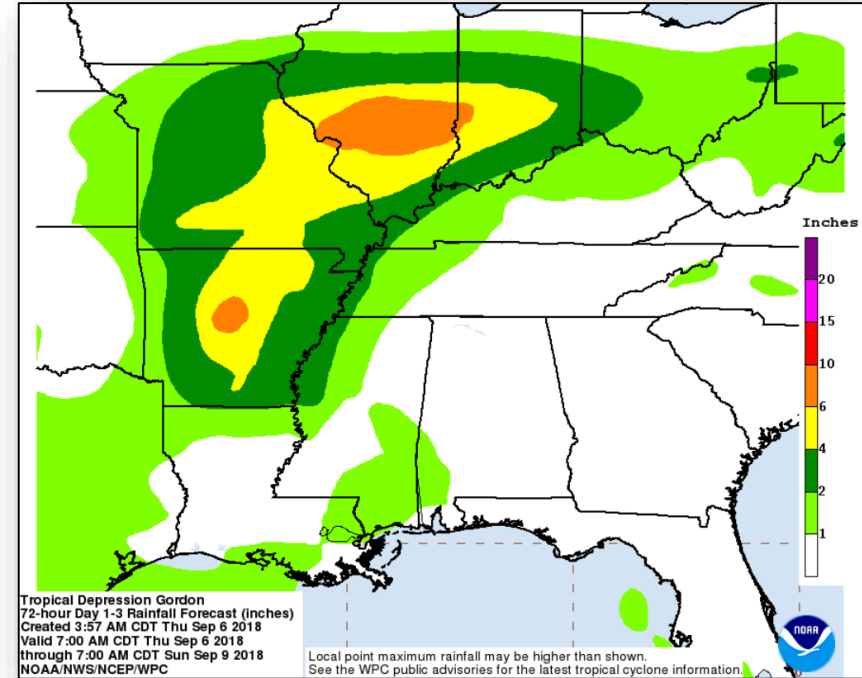 Inches
20
15
10
6
4
2
1
Tropical Depression Gordon
72-hour Day 1-3 Rainfall Forecast (inches)
Created 3:57 AM CDT Thu Sep 6 2018
Valid 7:00 AM CDT Thu Sep 6 2018
through 7:00 AM CDT Sun Sep 9 2018
NOAA/NWS/NCEP/WPC
Local point maximum rainfall may be higher than shown.
See the WPC public advisories for the latest tropical cyclone information.
NOAA